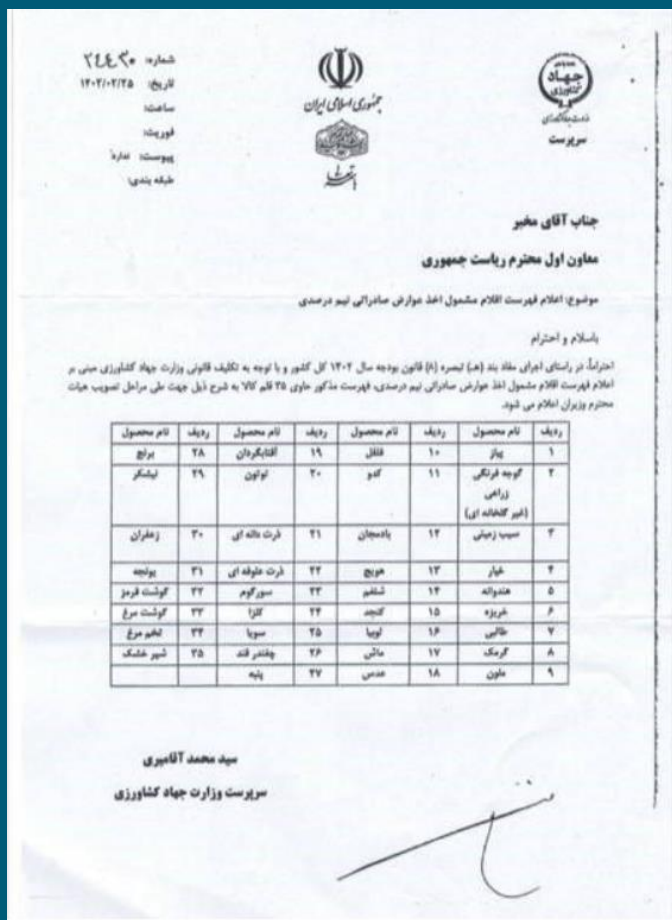 شماره: ۲۴۴۳۰
تاریخ: ۱۴۰۲/۰۲/۲۵
ساعت:
فوریت:
پیوست: ندارد
طبقه بندی:
جمهوری اسلامی ایران
جهاد
کشاورزی
وزارت جهاد کشاورزی
سرپرست
جناب آقای مخبر
معاون اول محترم ریاست جمهوری
موضوع: اعلام فهرست اقلام مشمول اخذ عوارض صادراتی نیم درصدی
باسلام و احترام
احتراماً، در راستای اجرای مفاد بند (هـ) تبصره (۸) قانون بودجه سال ۱۴۰۲ کل کشور و با توجه به تکلیف قانونی وزارت جهاد کشاورزی مبنی بر
اعلام فهرست اقلام مشمول اخذ عوارض صادراتی نیم درصدی، فهرست مذکور حاوی ۳۵ قلم کالا به شرح ذیل جهت طی مراحل تصویب هیات
محترم وزیران اعلام می شود.
ردیف نام محصول ردیف نام محصول ردیف نام محصول ردیف نام محصول
۱ پیاز ۱۰ فلفل ۱۹ آفتابگردان ۲۸ برنج
۲ گوجه فرنگی ۱۱ کدو ۲۰ توتون ۲۹ نیشکر
زراعی
(غیر گلخانه ای)
۳ سیب زمینی ۱۲ بادمجان ۲۱ ذرت دانه ای ۳۰ زعفران
۴ خیار ۱۳ هویج ۲۲ ذرت علوفه ای ۳۱ یونجه
۵ هندوانه ۱۴ شلغم ۲۳ سورگوم ۳۲ گوشت قرمز
۶ خربزه ۱۵ کنجد ۲۴ کلزا ۳۳ گوشت مرغ
۷ طالبی ۱۶ لوبیا ۲۵ سویا ۳۴ تخم مرغ
۸ گرمک ۱۷ ماش ۲۶ چغندر قند ۳۵ شیر خشک
۹ ملون ۱۸ عدس ۲۷ پنبه
سید محمد آقامیری
سرپرست وزارت جهاد کشاورزی